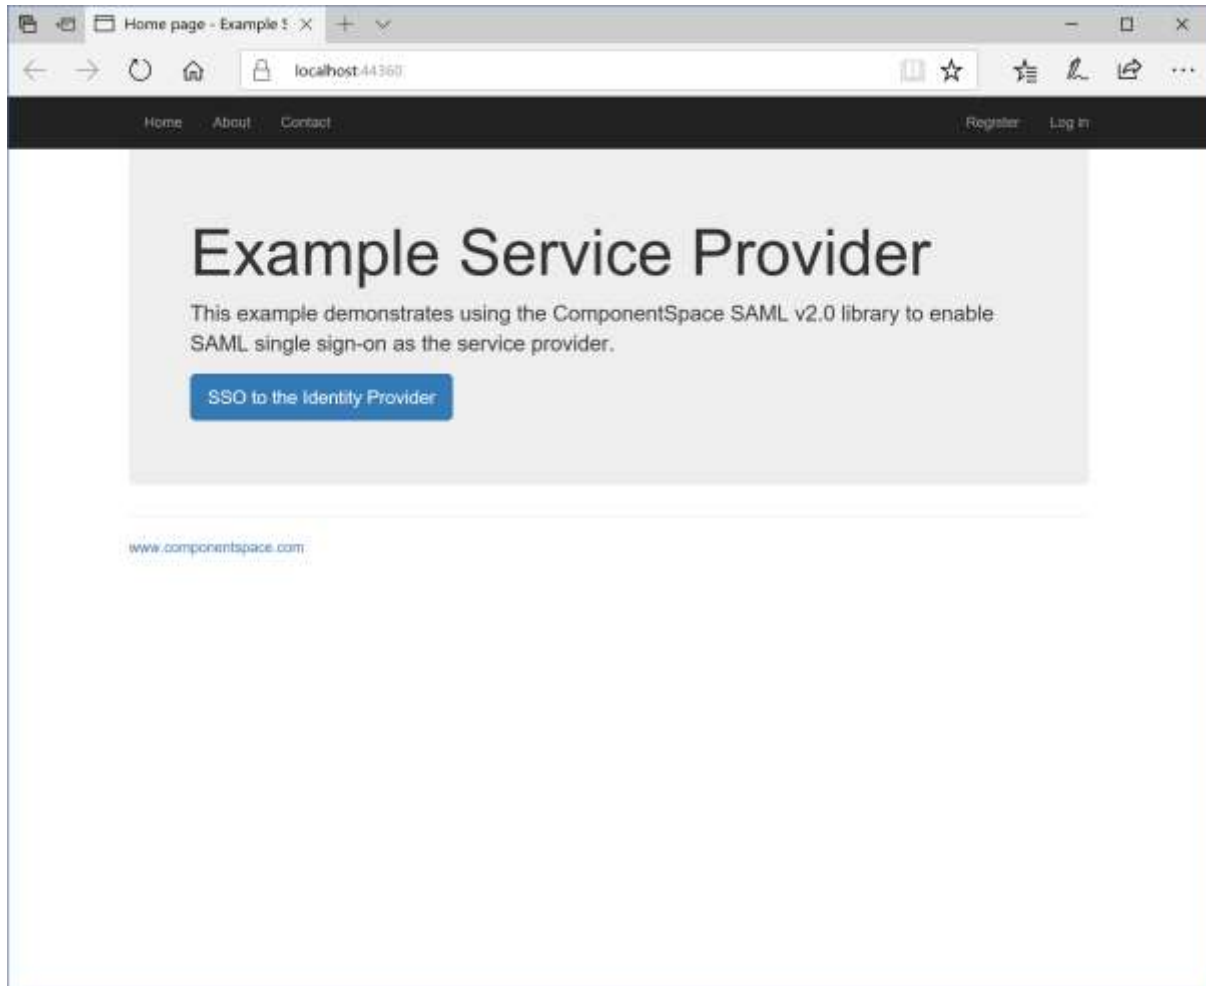 Home page - Example S
localhost:44360
Home About Contact Register Log in
Example Service Provider
This example demonstrates using the ComponentSpace SAML v2.0 library to enable
SAML single sign-on as the service provider.
SSO to the Identity Provider
www.componentspace.com